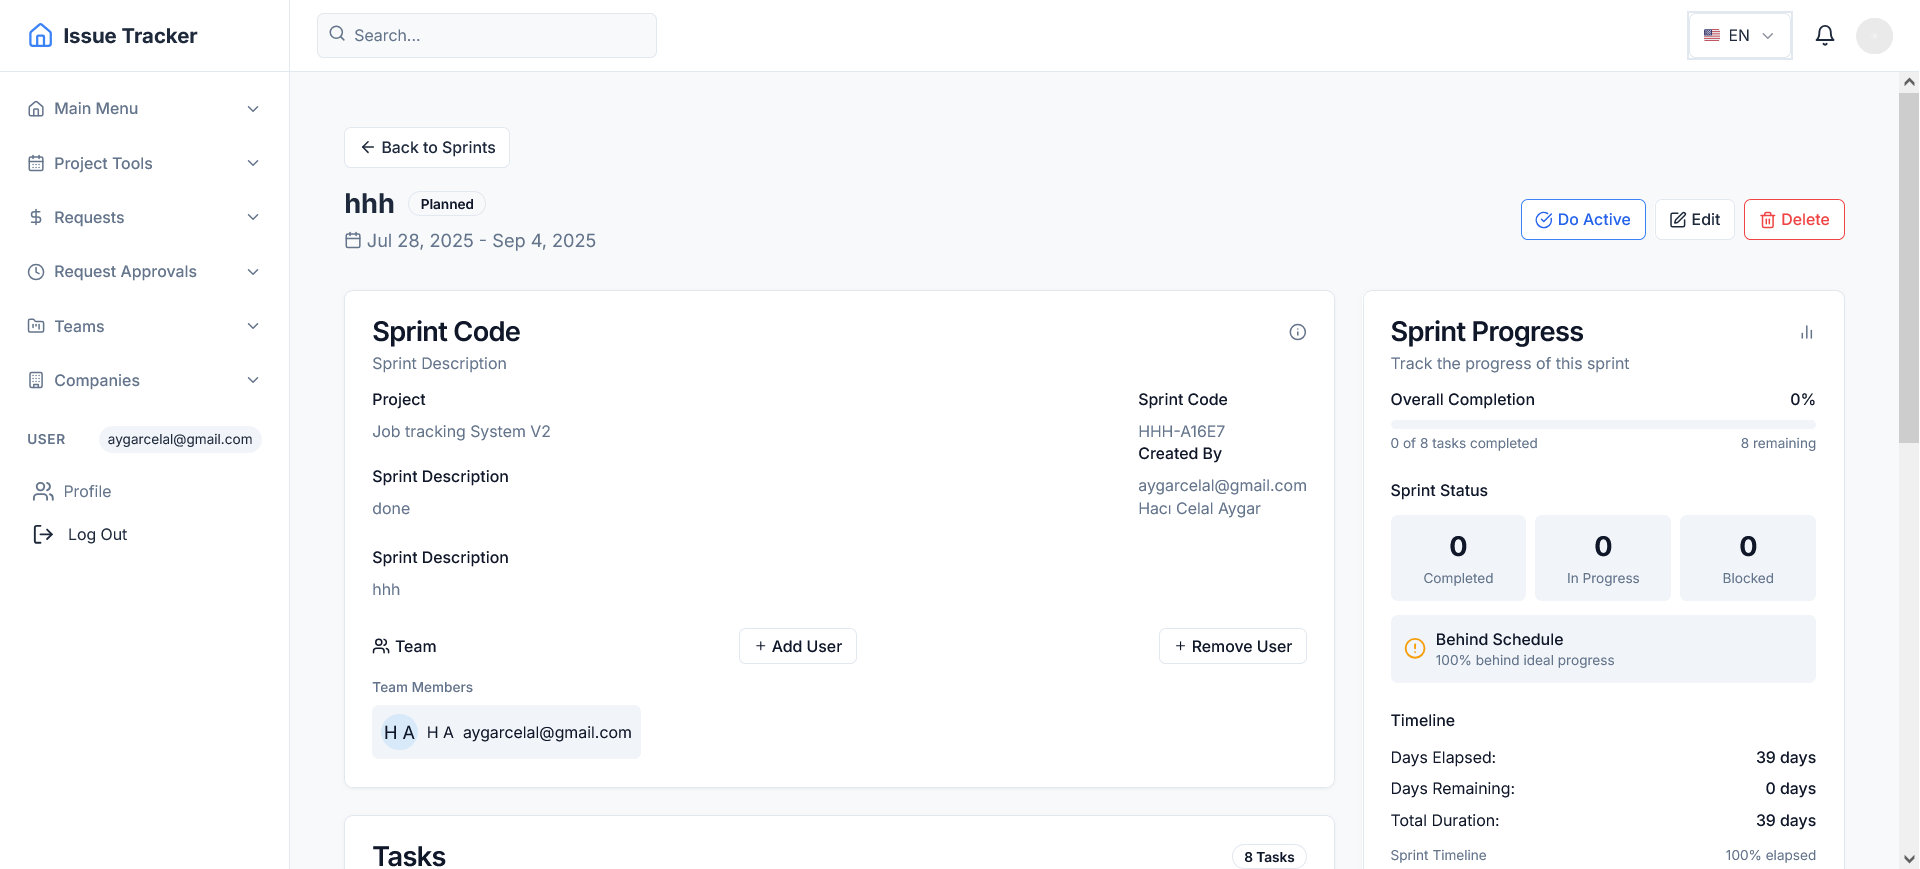 Issue Tracker
Search...
EN
Main Menu
Project Tools
Requests
Request Approvals
Teams
Companies
USER
aygarcelal@gmail.com
Profile
Log Out
Back to Sprints
hhh
Planned
Jul 28, 2025 - Sep 4, 2025
Do Active
Edit
Delete
Sprint Code
Sprint Description
Project
Job tracking System V2
Sprint Description
done
Sprint Description
hhh
Sprint Code
HHH-A16E7
Created By
aygarcelal@gmail.com
Hacı Celal Aygar
Team
+ Add User
+ Remove User
Team Members
H A H A aygarcelal@gmail.com
Tasks
8 Tasks
Sprint Progress
Track the progress of this sprint
Overall Completion 0%
0 of 8 tasks completed 8 remaining
Sprint Status
0 0 0
Completed In Progress Blocked
Behind Schedule
100% behind ideal progress
Timeline
Days Elapsed: 39 days
Days Remaining: 0 days
Total Duration: 39 days
Sprint Timeline 100% elapsed